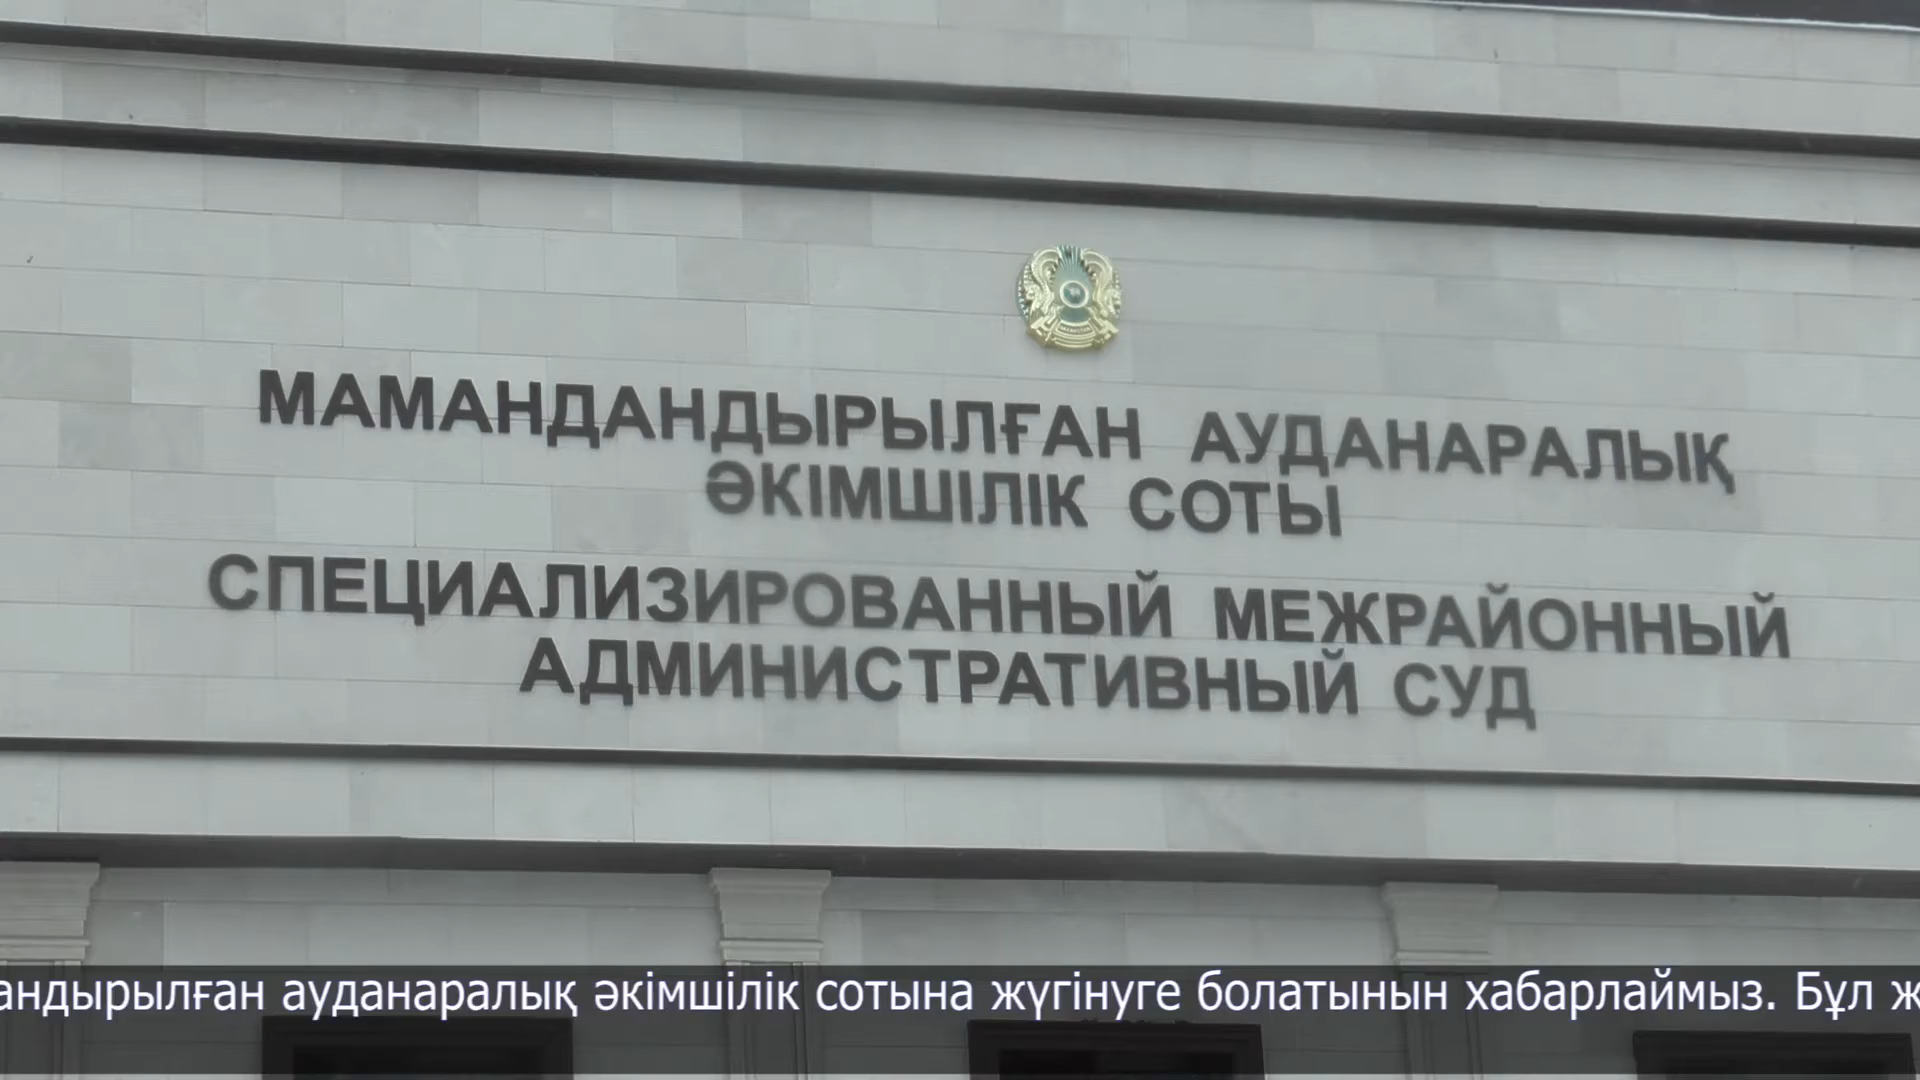 МАМАНДАНДЫРЫЛҒАН АУДАНАРАЛЫҚ
ӘКІМШІЛІК СОТЫ
СПЕЦИАЛИЗИРОВАННЫЙ МЕЖРАЙОННЫЙ
АДМИНИСТРАТИВНЫЙ СУД
андырылған ауданаралық әкімшілік сотына жүгінуге болатынын хабарлаймыз. Бұл ж